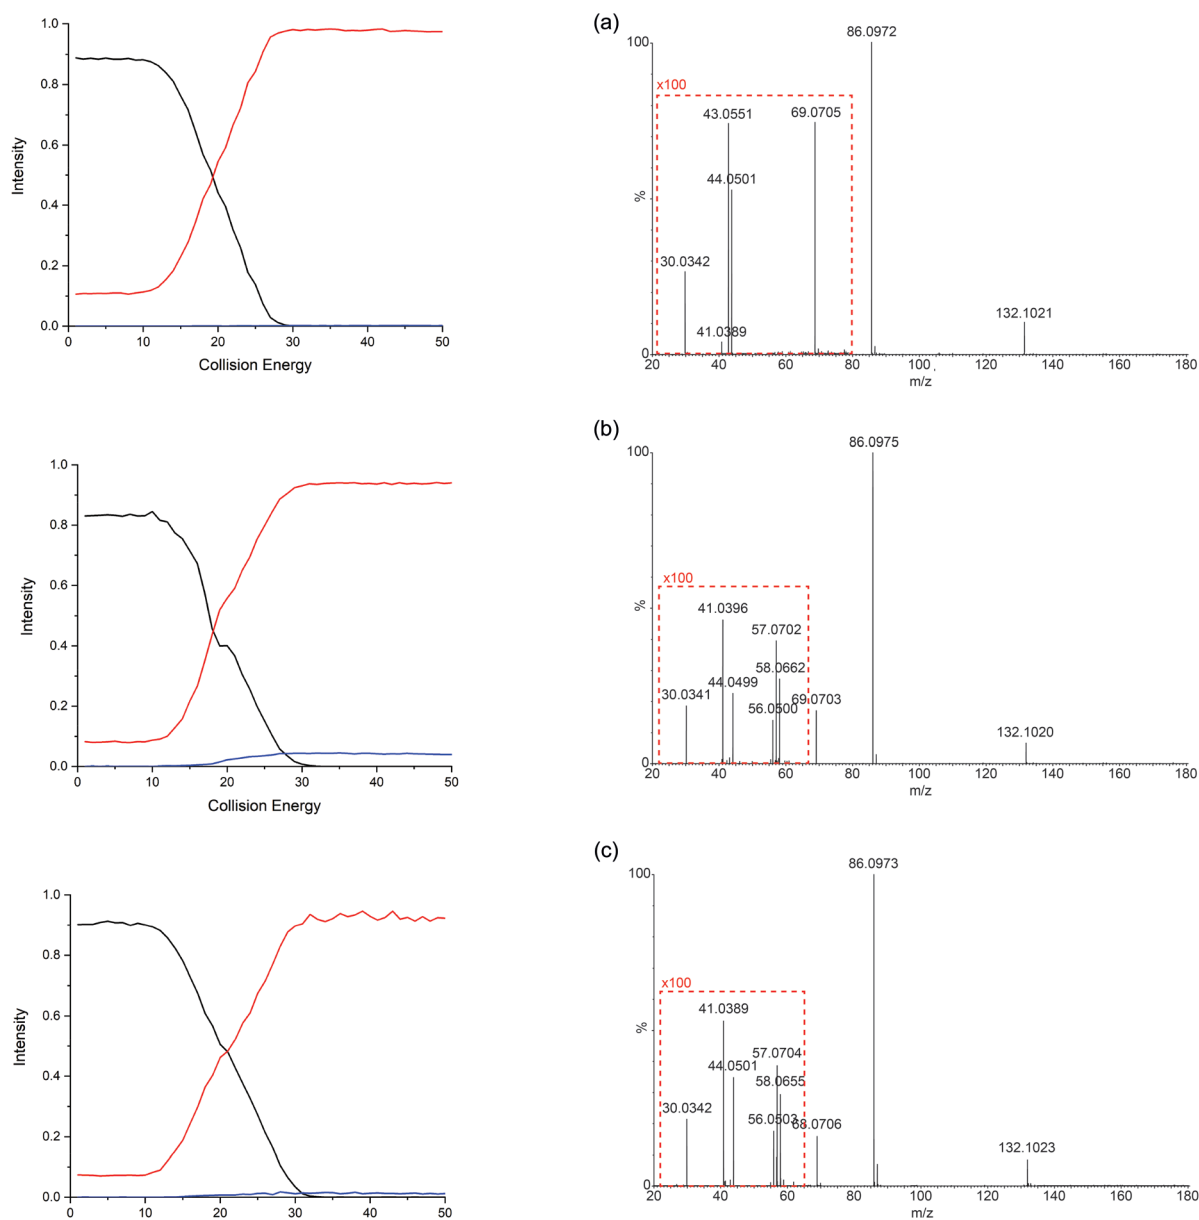 1.0
0.8
0.6
0.4
0.2
0.0
Intensity
0 10 20 30 40 50
Collision Energy
(a)
100
%
0
x100
86.0972
43.0551
69.0705
44.0501
30.0342
41.0389
132.1021
20 40 60 80 100 120 140 160 180
m/z
1.0
0.8
0.6
0.4
0.2
0.0
Intensity
0 10 20 30 40 50
Collision Energy
(b)
100
%
0
x100
86.0975
41.0396
57.0702
58.0662
44.0499
30.0341
69.0703
56.0500
132.1020
20 40 60 80 100 120 140 160 180
m/z
1.0
0.8
0.6
0.4
0.2
0.0
Intensity
0 10 20 30 40 50
(c)
100
%
0
x100
86.0973
41.0389
57.0704
44.0501
58.0655
30.0342
56.0503
68.0706
132.1023
20 40 60 80 100 120 140 160 180
m/z